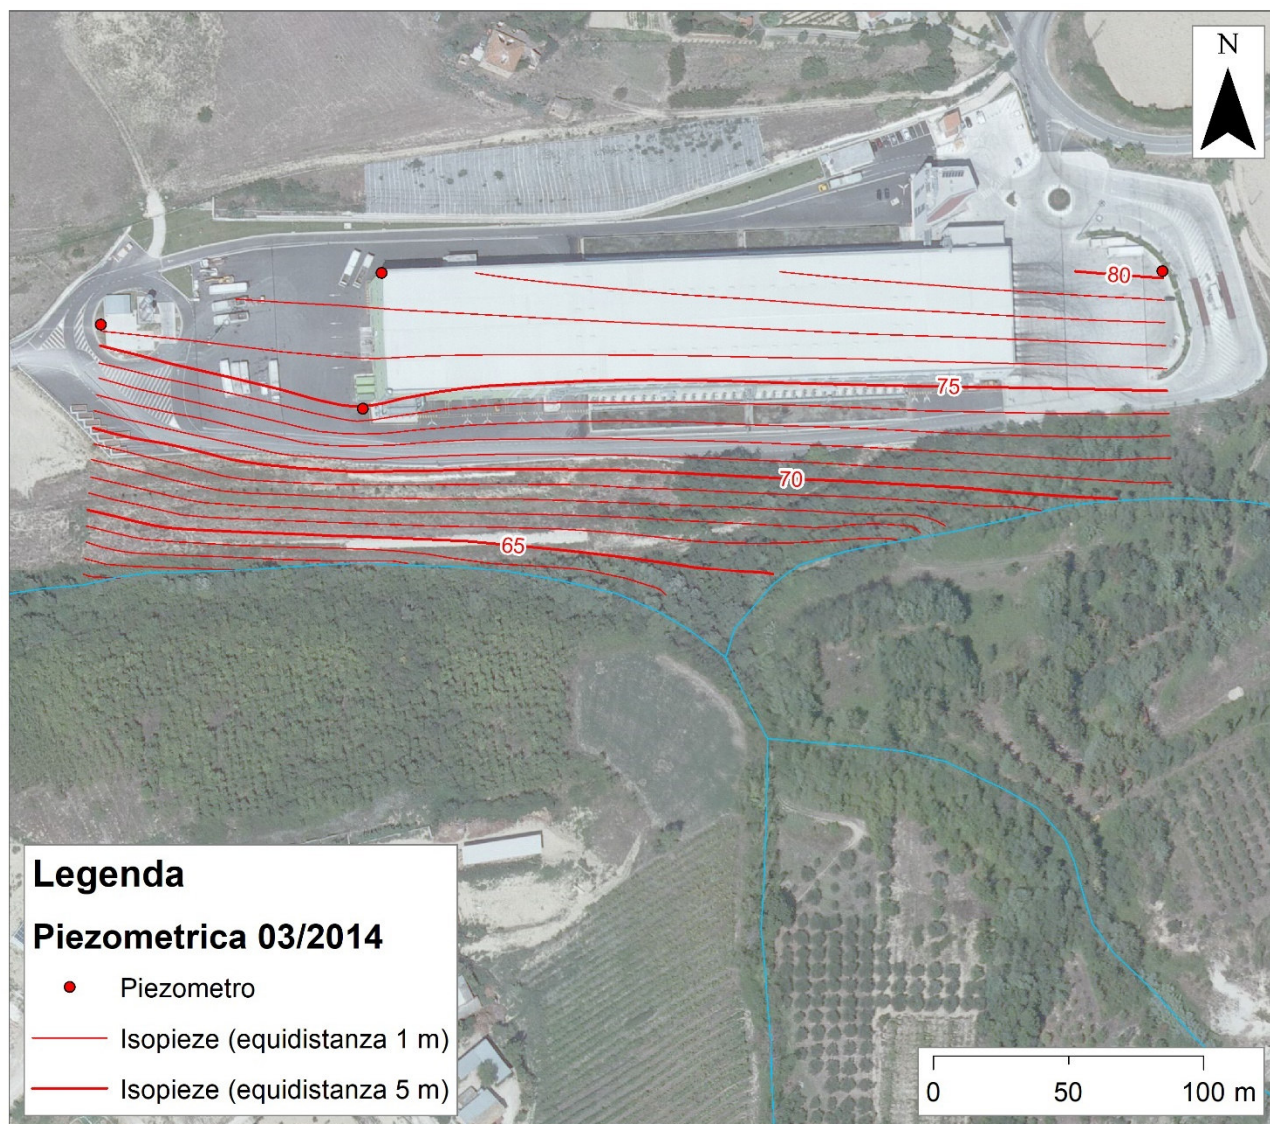 N
80
75
70
65
Legenda
Piezometrica 03/2014
Piezometro
Isopieze (equidistanza 1 m)
Isopieze (equidistanza 5 m)
0 50 100 m